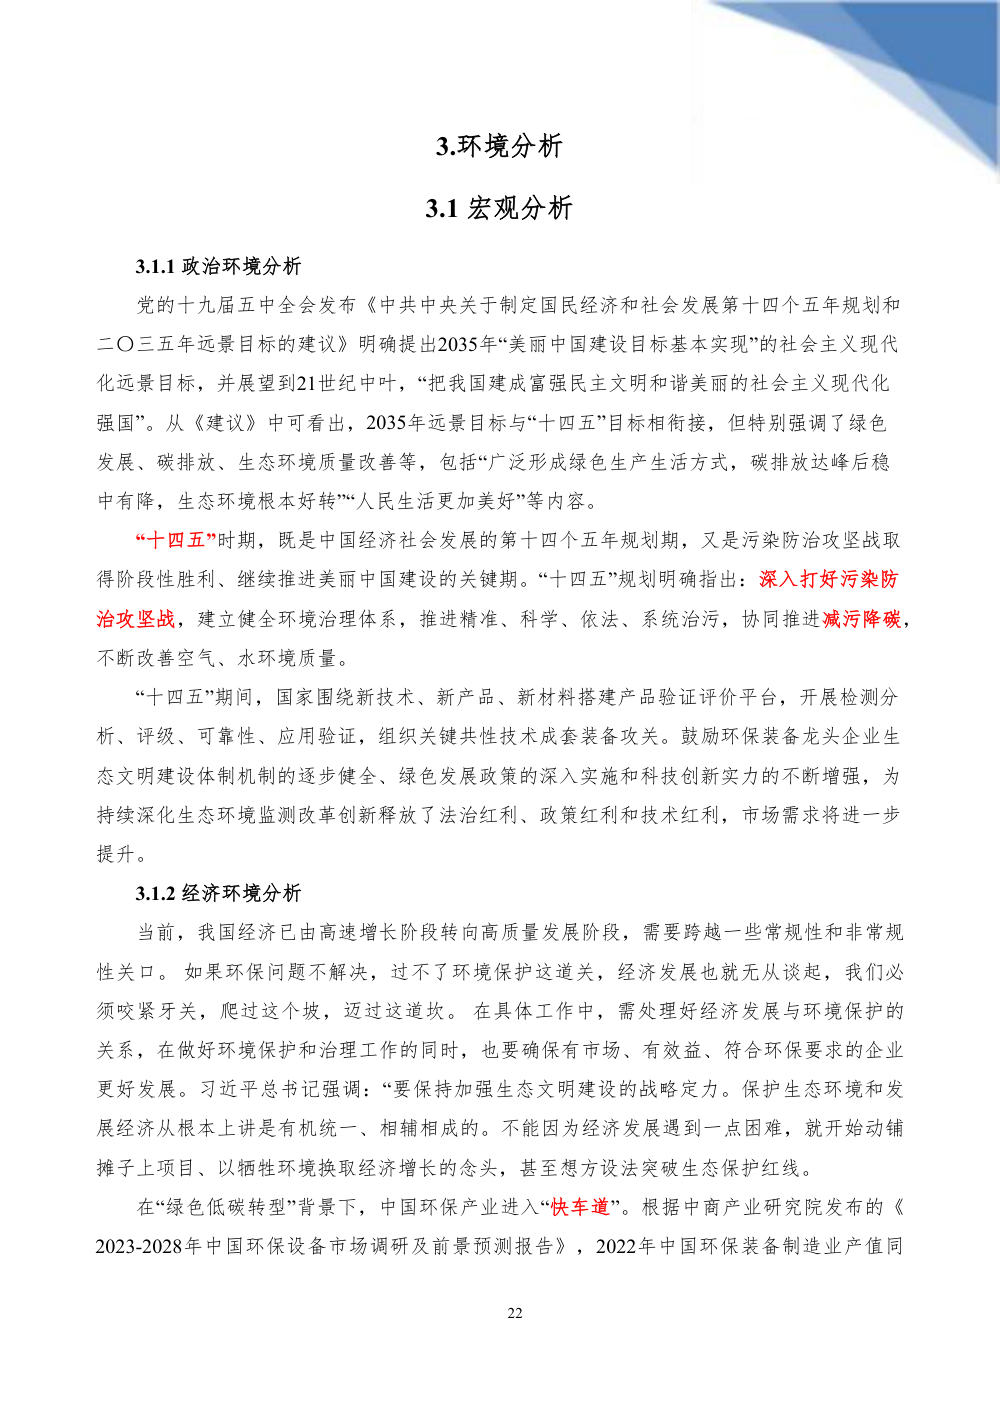 3.环境分析
3.1 宏观分析
3.1.1 政治环境分析
党的十九届五中全会发布《中共中央关于制定国民经济和社会发展第十四个五年规划和
二〇三五年远景目标的建议》明确提出2035年“美丽中国建设目标基本实现”的社会主义现代
化远景目标，并展望到21世纪中叶，“把我国建成富强民主文明和谐美丽的社会主义现代化
强国”。从《建议》中可看出，2035年远景目标与“十四五”目标相衔接，但特别强调了绿色
发展、碳排放、生态环境质量改善等，包括“广泛形成绿色生产生活方式，碳排放达峰后稳
中有降，生态环境根本好转”“人民生活更加美好”等内容。
“十四五”时期，既是中国经济社会发展的第十四个五年规划期，又是污染防治攻坚战取
得阶段性胜利、继续推进美丽中国建设的关键期。“十四五”规划明确指出：深入打好污染防
治攻坚战，建立健全环境治理体系，推进精准、科学、依法、系统治污，协同推进减污降碳，
不断改善空气、水环境质量。
“十四五”期间，国家围绕新技术、新产品、新材料搭建产品验证评价平台，开展检测分
析、评级、可靠性、应用验证，组织关键共性技术成套装备攻关。鼓励环保装备龙头企业生
态文明建设体制机制的逐步健全、绿色发展政策的深入实施和科技创新实力的不断增强，为
持续深化生态环境监测改革创新释放了法治红利、政策红利和技术红利，市场需求将进一步
提升。
3.1.2 经济环境分析
当前，我国经济已由高速增长阶段转向高质量发展阶段，需要跨越一些常规性和非常规
性关口。 如果环保问题不解决，过不了环境保护这道关，经济发展也就无从谈起，我们必
须咬紧牙关，爬过这个坡，迈过这道坎。 在具体工作中，需处理好经济发展与环境保护的
关系，在做好环境保护和治理工作的同时，也要确保有市场、有效益、符合环保要求的企业
更好发展。习近平总书记强调：“要保持加强生态文明建设的战略定力。保护生态环境和发
展经济从根本上讲是有机统一、相辅相成的。不能因为经济发展遇到一点困难，就开始动铺
摊子上项目、以牺牲环境换取经济增长的念头，甚至想方设法突破生态保护红线。
在“绿色低碳转型”背景下，中国环保产业进入“快车道”。根据中商产业研究院发布的《
2023-2028年中国环保设备市场调研及前景预测报告》，2022年中国环保装备制造业产值同
22